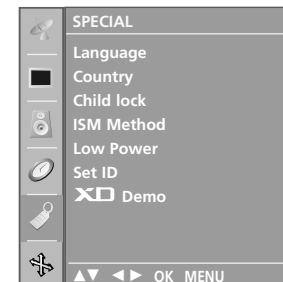 SPECIAL
Language
Country
Child lock
ISM Method
Low Power
Set ID
XD Demo
▲▼ ◄► OK MENU